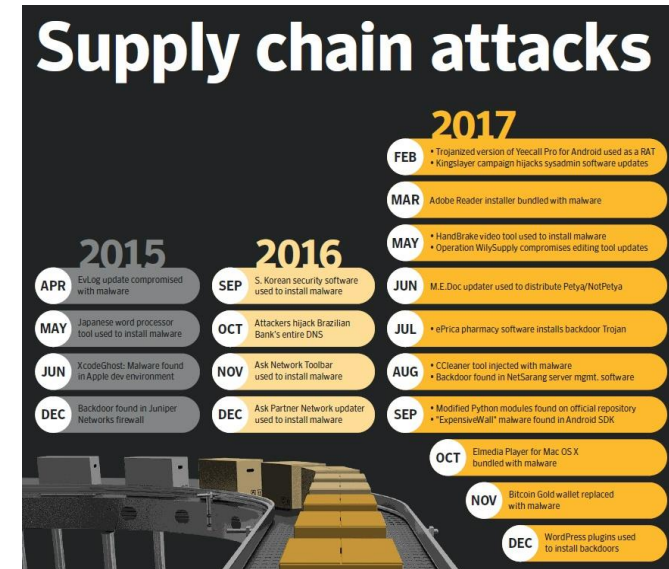 Supply chain attacks
2015
APR
EvLog update compromised
with malware
MAY
Japanese word processor
tool used to install malware
JUN
XcodeGhost: Malware found
in Apple dev environment
DEC
Backdoor found in Juniper
Networks firewall
2016
SEP
S. Korean security software
used to install malware
OCT
Attackers hijack Brazilian
Bank's entire DNS
NOV
Ask Network Toolbar
used to install malware
DEC
Ask Partner Network updater
used to install malware
2017
FEB
• Trojanized version of Yeecall Pro for Android used as a RAT
• Kingslayer campaign hijacks sysadmin software updates
MAR
Adobe Reader installer bundled with malware
MAY
• HandBrake video tool used to install malware
• Operation WilySupply compromises editing tool updates
JUN
M.E.Doc updater used to distribute Petya/NotPetya
JUL
• ePrica pharmacy software installs backdoor Trojan
AUG
• CCleaner tool injected with malware
• Backdoor found in NetSarang server mgmt. software
SEP
• Modified Python modules found on official repository
• "ExpensiveWall" malware found in Android SDK
OCT
Elmedia Player for Mac OS X
bundled with malware
NOV
Bitcoin Gold wallet replaced
with malware
DEC
WordPress plugins used
to install backdoors